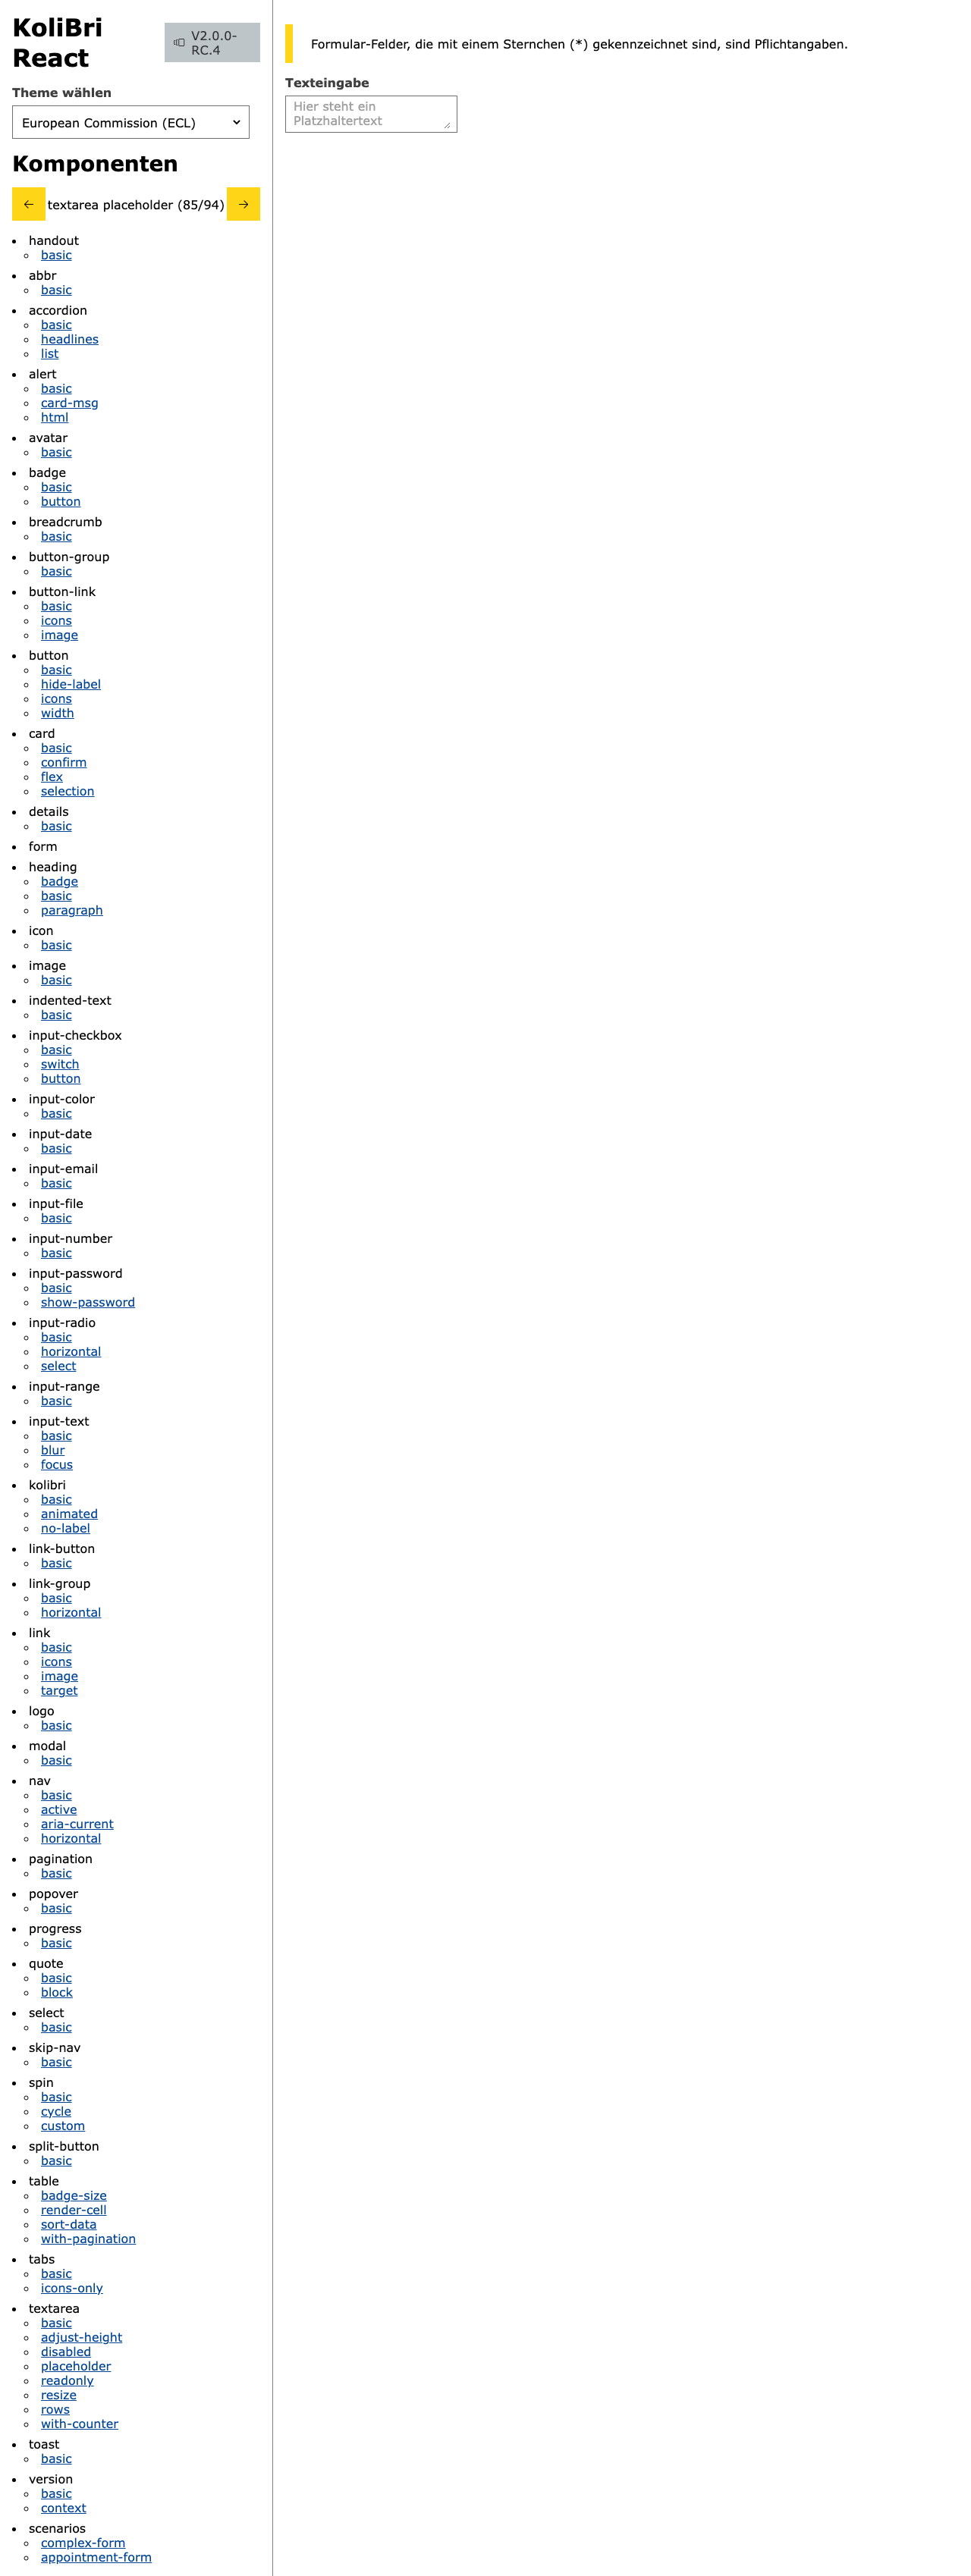 KoliBri
React
V2.0.0-
RC.4
Theme wählen
European Commission (ECL)
Komponenten
textarea placeholder (85/94)
handout
basic
abbr
basic
accordion
basic
headlines
list
alert
basic
card-msg
html
avatar
basic
badge
basic
button
breadcrumb
basic
button-group
basic
button-link
basic
icons
image
button
basic
hide-label
icons
width
card
basic
confirm
flex
selection
details
basic
form
heading
badge
basic
paragraph
icon
basic
image
basic
indented-text
basic
input-checkbox
basic
switch
button
input-color
basic
input-date
basic
input-email
basic
input-file
basic
input-number
basic
input-password
basic
show-password
input-radio
basic
horizontal
select
input-range
basic
input-text
basic
blur
focus
kolibri
basic
animated
no-label
link-button
basic
link-group
basic
horizontal
link
basic
icons
image
target
logo
basic
modal
basic
nav
basic
active
aria-current
horizontal
pagination
basic
popover
basic
progress
basic
quote
basic
block
select
basic
skip-nav
basic
spin
basic
cycle
custom
split-button
basic
table
badge-size
render-cell
sort-data
with-pagination
tabs
basic
icons-only
textarea
basic
adjust-height
disabled
placeholder
readonly
resize
rows
with-counter
toast
basic
version
basic
context
scenarios
complex-form
appointment-form
Formular-Felder, die mit einem Sternchen (*) gekennzeichnet sind, sind Pflichtangaben.
Texteingabe
Hier steht ein
Platzhaltertext